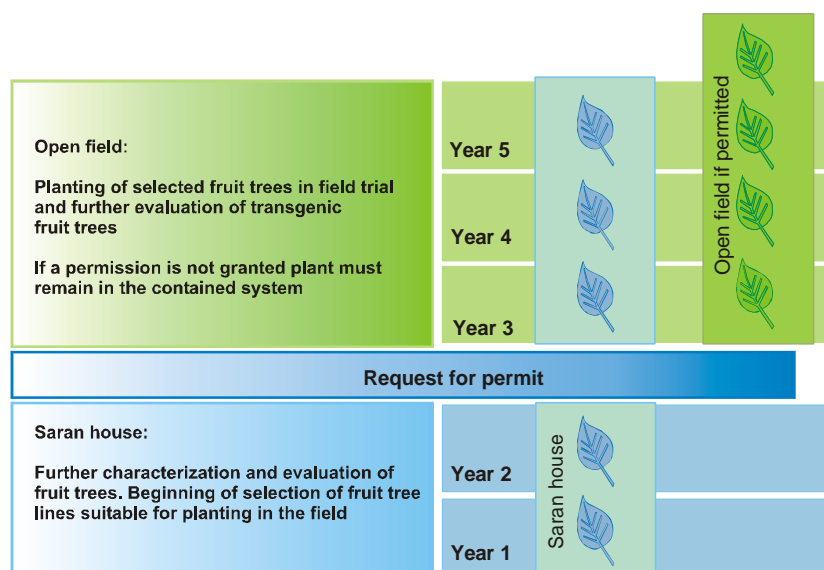 Open field:
Planting of selected fruit trees in field trial
and further evaluation of transgenic
fruit trees
If a permission is not granted plant must
remain in the contained system
Year 5
Year 4
Year 3
Open field if permitted
Request for permit
Saran house:
Further characterization and evaluation of
fruit trees. Beginning of selection of fruit tree
lines suitable for planting in the field
Year 2
Year 1
Saran house